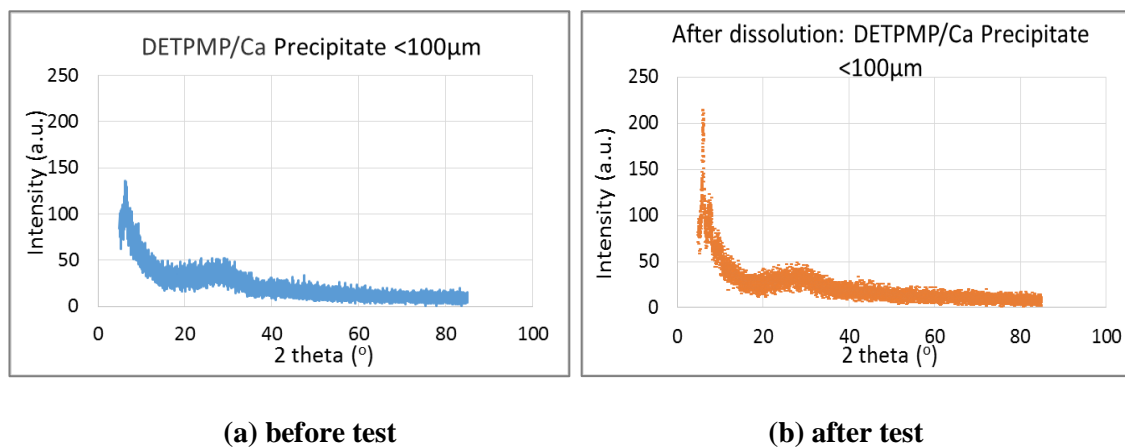 DETPMP/Ca Precipitate <100µm
250
200
150
100
50
0
Intensity (a.u.)
0 20 40 60 80 100
2 theta (°)
(a) before test
After dissolution: DETPMP/Ca Precipitate
<100µm
250
200
150
100
50
0
Intensity (a.u.)
0 20 40 60 80 100
2 theta (°)
(b) after test